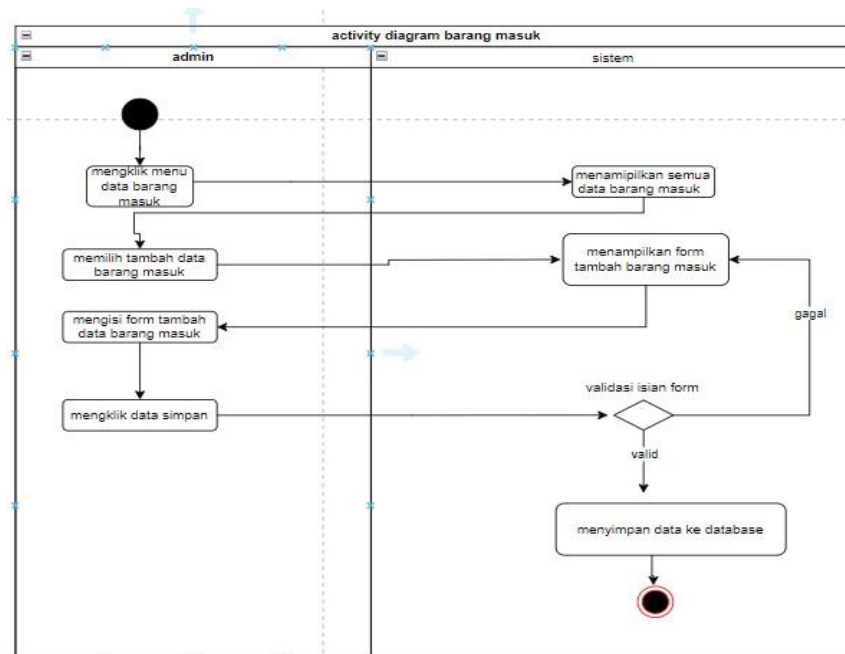 activity diagram barang masuk
admin
sistem
mengklik menu
data barang
masuk
menamipilkan semua
data barang masuk
memilih tambah data
barang masuk
menampilkan form
tambah barang masuk
gagal
mengisi form tambah
data barang masuk
validasi isian form
mengklik data simpan
valid
menyimpan data ke database